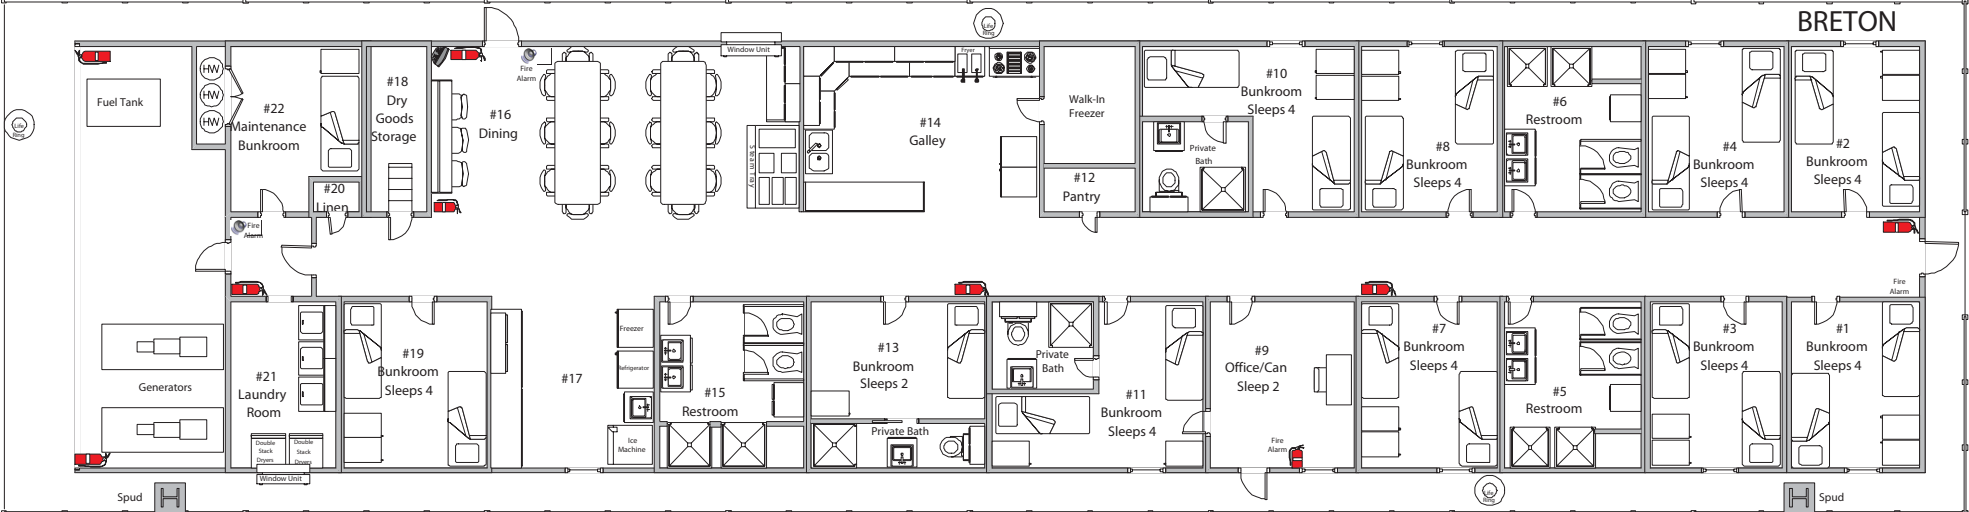 BRETON
Life
Ring
Window Unit
Fire
Alarm
Fryer
Fuel Tank
HW
HW
HW
#22
Maintenance
Bunkroom
#18
Dry
Goods
Storage
#16
Dining
Steam Tray
#14
Galley
Walk-In
Freezer
#10
Bunkroom
Sleeps 4
#8
Bunkroom
Sleeps 4
#6
Restroom
#4
Bunkroom
Sleeps 4
#2
Bunkroom
Sleeps 4
Life
Ring
Private
Bath
#12
Pantry
#20
Linen
Fire
Alarm
Fire
Alarm
Generators
#21
Laundry
Room
Double
Stack
Dryers
Double
Stack
Dryers
Window Unit
#19
Bunkroom
Sleeps 4
#17
Freezer
Refrigerator
Ice
Machine
#15
Restroom
#13
Bunkroom
Sleeps 2
Private Bath
Private
Bath
#11
Bunkroom
Sleeps 4
#9
Office/Can
Sleep 2
Fire
Alarm
#7
Bunkroom
Sleeps 4
#5
Restroom
#3
Bunkroom
Sleeps 4
#1
Bunkroom
Sleeps 4
Spud
Life
Ring
Spud